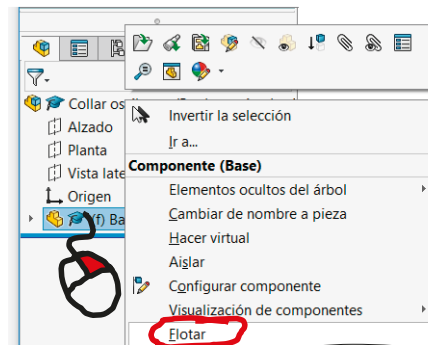 Collar os
Alzado
Planta
Vista late
Origen
(f) Ba
Invertir la selección
Ir a...
Componente (Base)
Elementos ocultos del árbol
Cambiar de nombre a pieza
Hacer virtual
Aislar
Configurar componente
Visualización de componentes
Flotar